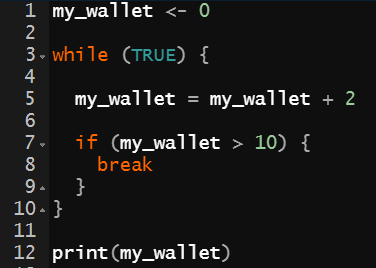 1 my_wallet <- 0
2
3 while (TRUE) {
4
5   my_wallet = my_wallet + 2
6
7   if (my_wallet > 10) {
8     break
9   }
10 }
11
12 print(my_wallet)